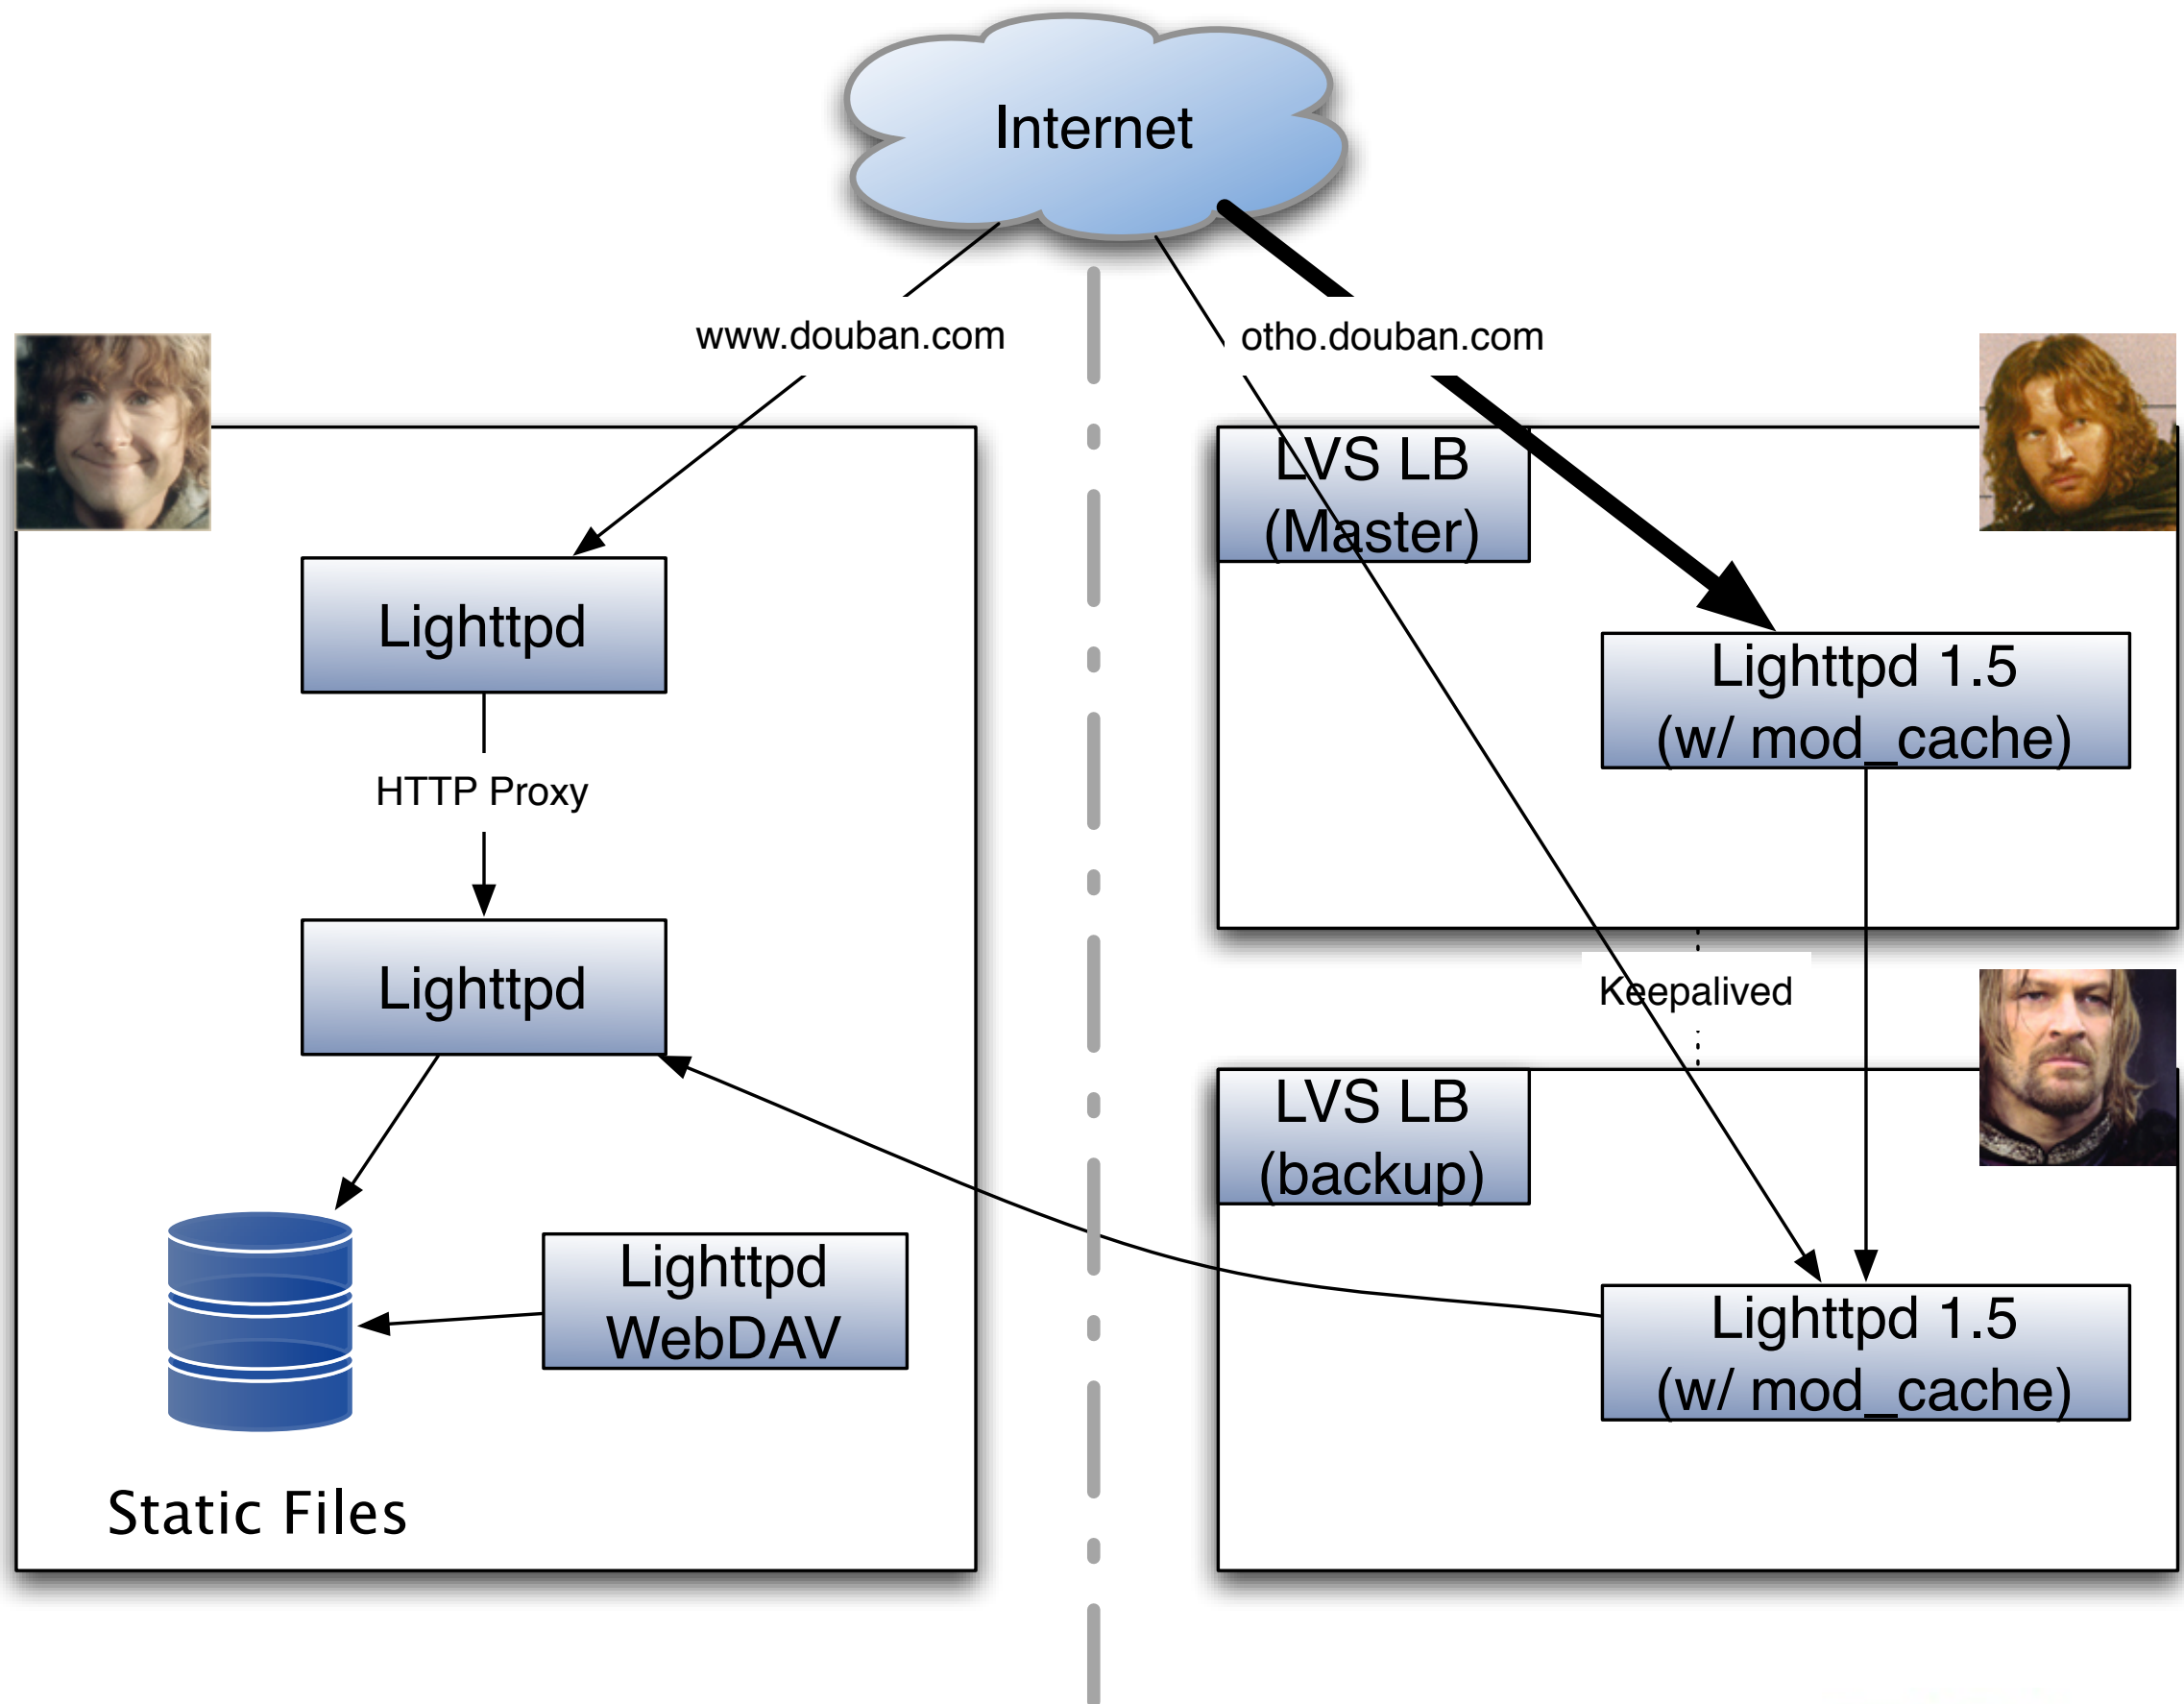 Internet
www.douban.com
otho.douban.com
LVS LB
(Master)
Lighttpd
Lighttpd 1.5
(w/ mod_cache)
HTTP Proxy
Lighttpd
Keepalived
LVS LB
(backup)
Lighttpd
WebDAV
Lighttpd 1.5
(w/ mod_cache)
Static Files